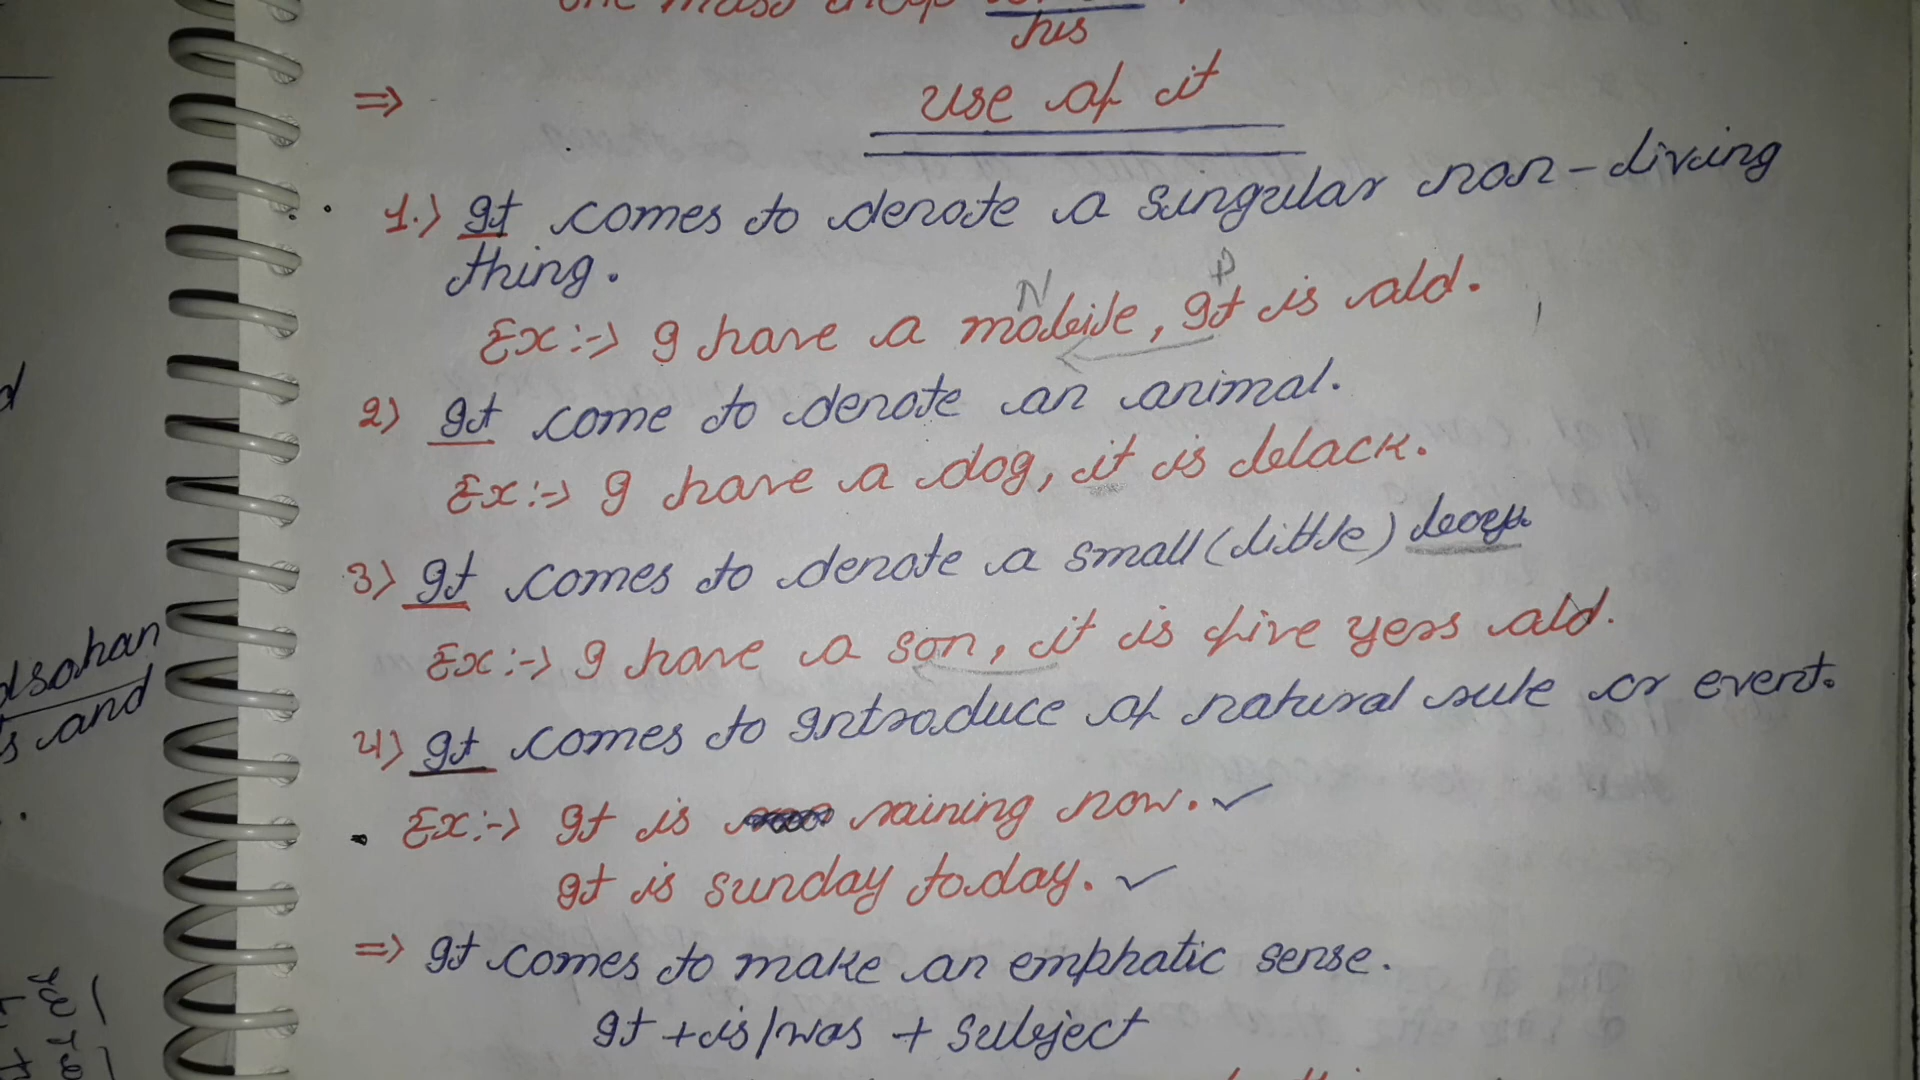 his
⇒ use of it
1.) It comes to denote a singular non-living
thing.
N P
Ex:→ I have a mobile, It is old.
2) It come to denote an animal.
Ex:→ I have a dog, it is black.
3) It comes to denote a small (little)
Ex:→ I have a son, it is five yers old.
4) It comes to Introduce of natural rule or event.
Ex:→ It is raining now. ✓
It is sunday today. ✓
⇒ It comes to make an emphatic sense.
It + is/was + Subject
s and